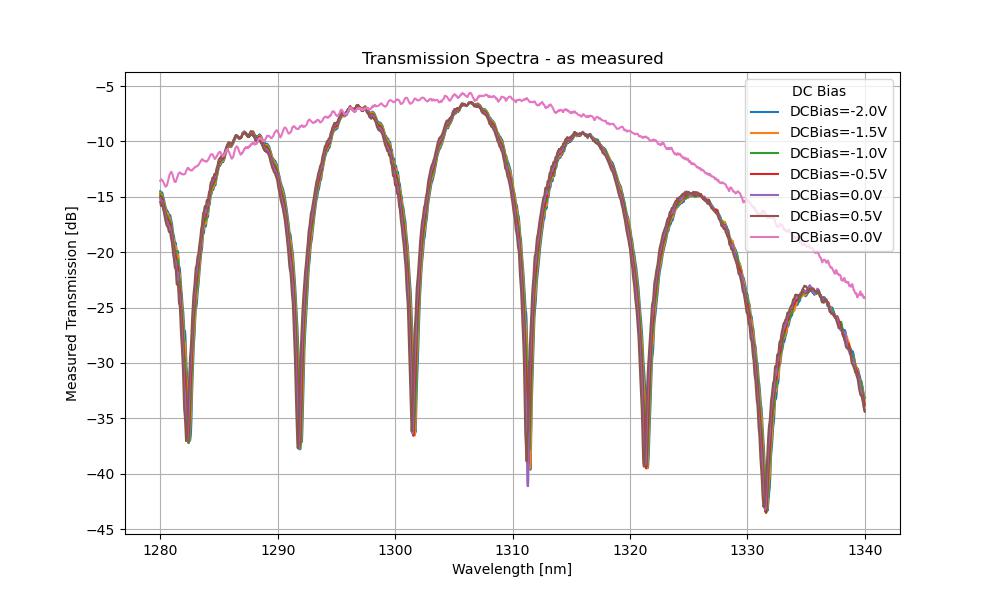 Transmission Spectra - as measured
DC Bias
DCBias=-2.0V
DCBias=-1.5V
DCBias=-1.0V
DCBias=-0.5V
DCBias=0.0V
DCBias=0.5V
DCBias=0.0V
Measured Transmission [dB]
−5
−10
−15
−20
−25
−30
−35
−40
−45
1280 1290 1300 1310 1320 1330 1340
Wavelength [nm]